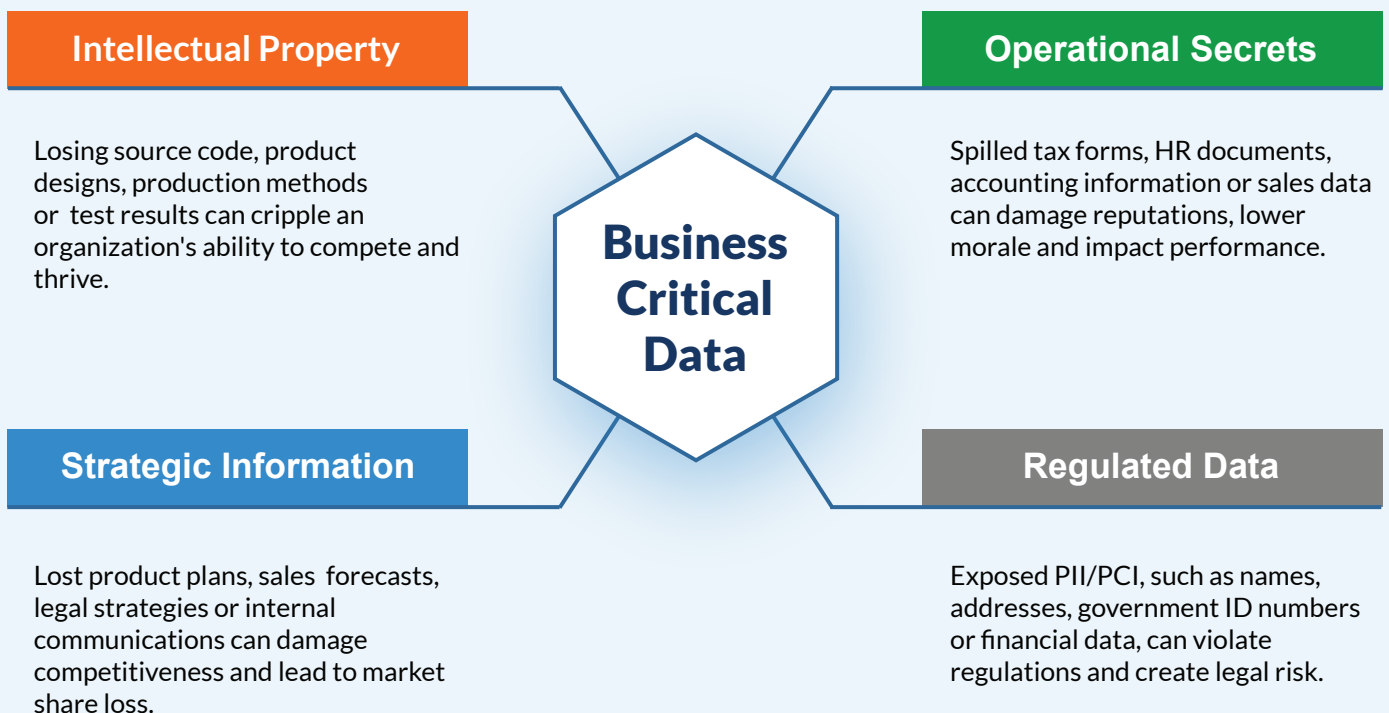 Intellectual Property
Losing source code, product
designs, production methods
or test results can cripple an
organization's ability to compete and
thrive.
Operational Secrets
Spilled tax forms, HR documents,
accounting information or sales data
can damage reputations, lower
morale and impact performance.
Business
Critical
Data
Strategic Information
Lost product plans, sales forecasts,
legal strategies or internal
communications can damage
competitiveness and lead to market
share loss.
Regulated Data
Exposed PII/PCI, such as names,
addresses, government ID numbers
or financial data, can violate
regulations and create legal risk.